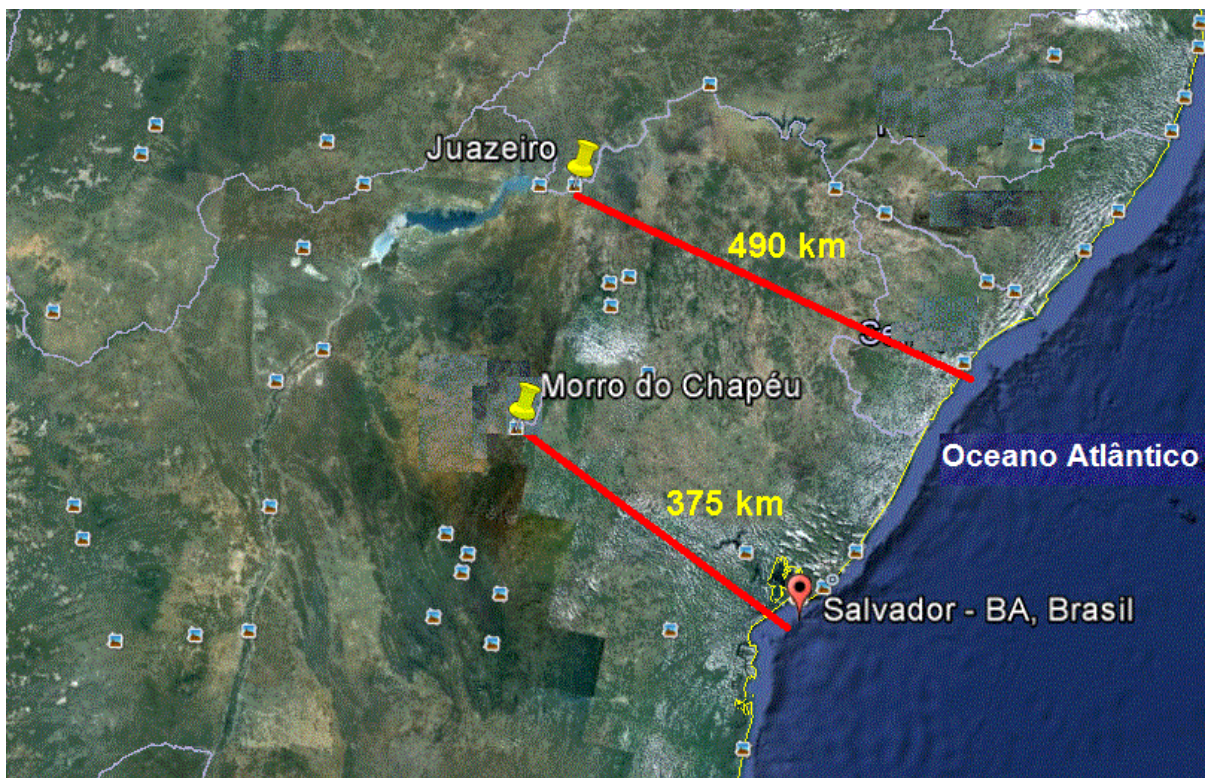 Juazeiro
490 km
Morro do Chapéu
Oceano Atlântico
375 km
Salvador - BA, Brasil